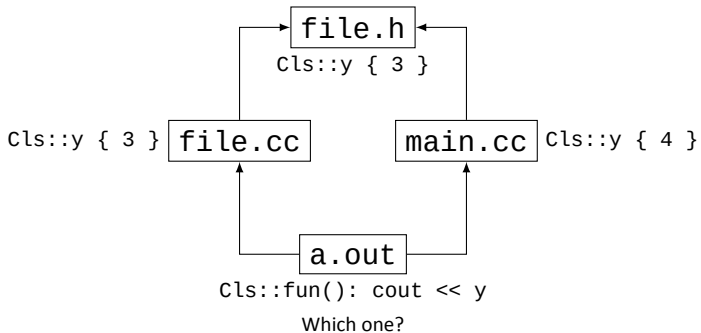 file.h
Cls::y { 3 }
Cls::y { 3 } file.cc main.cc Cls::y { 4 }
a.out
Cls::fun(): cout << y
Which one?